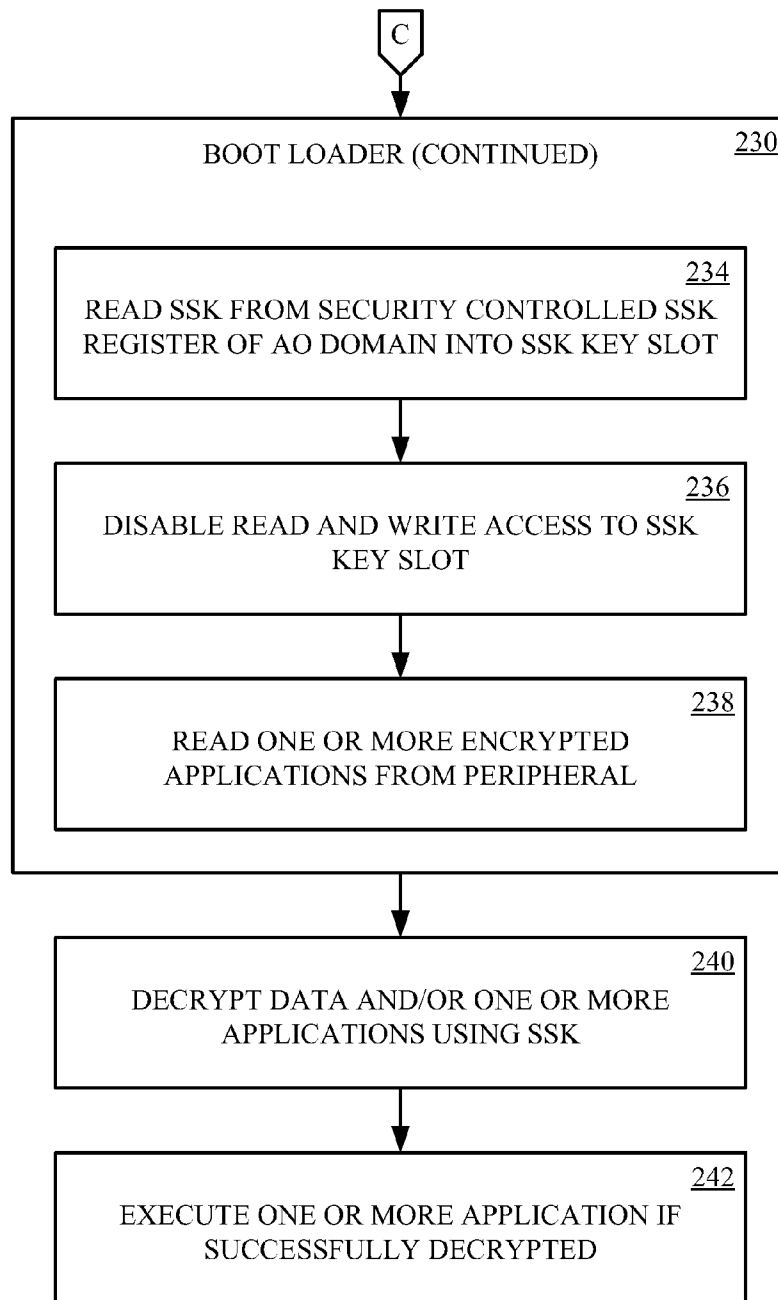 C
230
BOOT LOADER (CONTINUED)
234
READ SSK FROM SECURITY CONTROLLED SSK
REGISTER OF AO DOMAIN INTO SSK KEY SLOT
236
DISABLE READ AND WRITE ACCESS TO SSK
KEY SLOT
238
READ ONE OR MORE ENCRYPTED
APPLICATIONS FROM PERIPHERAL
240
DECRYPT DATA AND/OR ONE OR MORE
APPLICATIONS USING SSK
242
EXECUTE ONE OR MORE APPLICATION IF
SUCCESSFULLY DECRYPTED